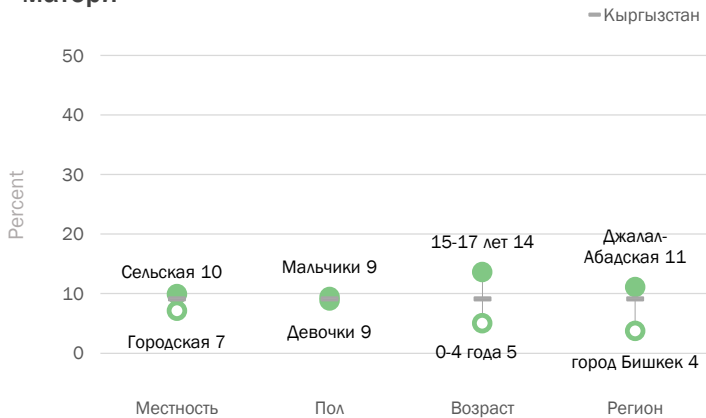 Кыргызстан
50
40
30
20
10
0
Percent
Сельская 10
Городская 7
Мальчики 9
Девочки 9
15-17 лет 14
0-4 года 5
Джалал-
Абадская 11
город Бишкек 4
Местность
Пол
Возраст
Регион